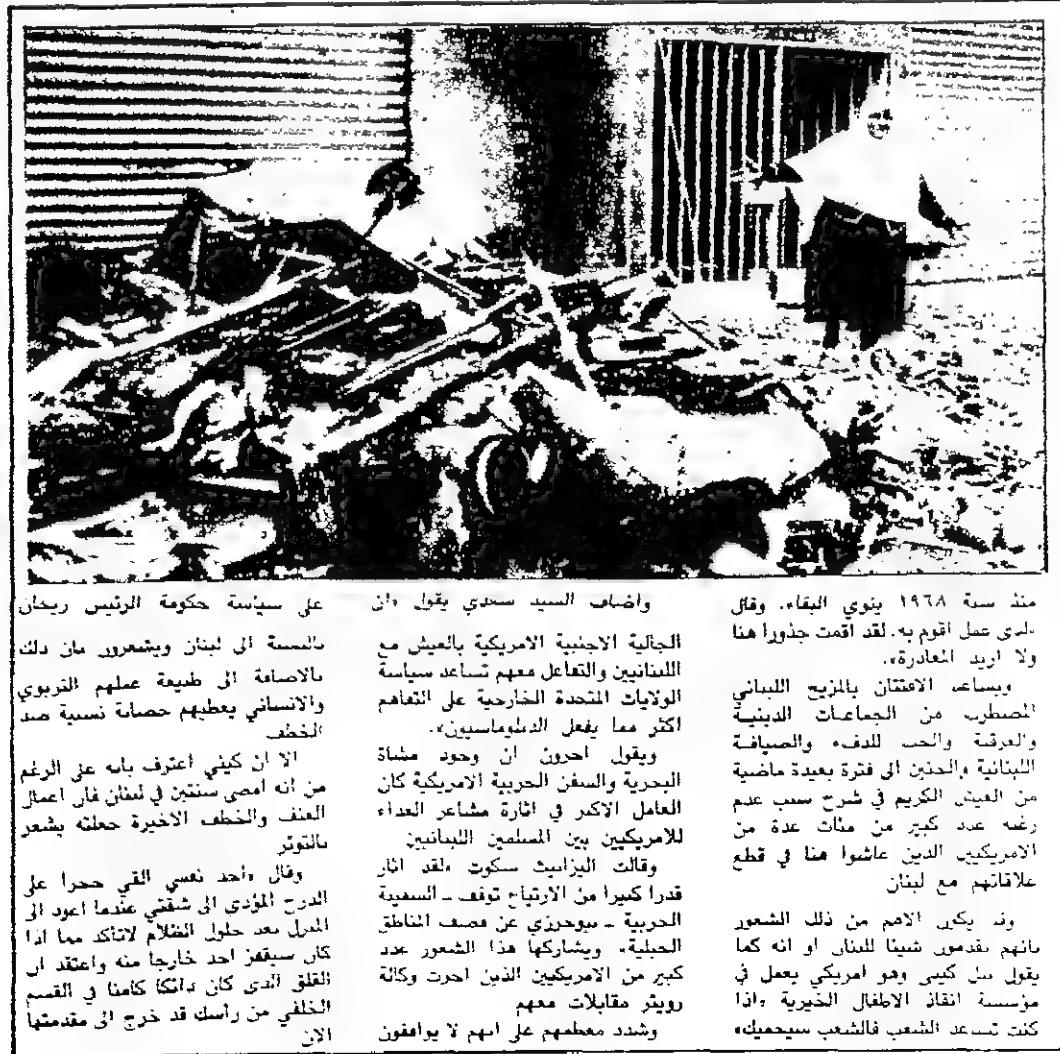 منذ سنة ١٩٦٨ ينوي البقاء. وقال
«لدي عمل اقوم به. لقد اقمت جذورا هنا
ولا اريد المغادرة».
ويساعد الافتتان بالمزيج اللبناني
المضطرب من الجماعات الدينية
والعرقية والحب للدفء والضيافة
اللبنانية والحنين الى فترة بعيدة ماضية
من العيش الكريم في شرح سبب عدم
رغبة عدد كبير من مئات عدة من
الامريكيين الذين عاشوا هنا في قطع
علاقاتهم مع لبنان
وقد يكون الاهم من ذلك الشعور
بانهم يقدمون شيئا للبنان او انه كما
يقول بيل كيني وهو امريكي يعمل في
مؤسسة انقاذ الاطفال الخيرية «اذا
كنت تساعد الشعب فالشعب سيحميك»
واضاف السيد سعدي يقول «ان
الجالية الاجنبية الامريكية بالعيش مع
اللبنانيين والتفاعل معهم تساعد سياسة
الولايات المتحدة الخارجية على التفاهم
اكثر مما يفعل الدبلوماسيون».
ويقول اخرون ان وجود مشاة
البحرية والسفن الحربية الامريكية كان
العامل الاكبر في اثارة مشاعر العداء
للامريكيين بين المسلمين اللبنانيين
وقالت اليزابيث سكوت «لقد اثار
قدرا كبيرا من الارتياح توقف ـ السفينة
الحربية ـ نيوجرزي عن قصف المناطق
الجبلية» ويشاركها هذا الشعور عدد
كبير من الامريكيين الذين اجرت وكالة
رويتر مقابلات معهم
وشدد معظمهم على انهم لا يوافقون
على سياسة حكومة الرئيس ريجان
بالنسبة الى لبنان ويشعرون بان ذلك
بالاضافة الى طبيعة عملهم التربوي
والانساني يعطيهم حصانة نسبية ضد
الخطف
الا ان كيني اعترف بانه على الرغم
من انه امضى سنتين في لبنان فان اعمال
العنف والخطف الاخيرة جعلته يشعر
بالتوتر
وقال «اجد نفسي القي حجرا على
الدرج المؤدي الى شقتي عندما اعود الى
المنزل بعد حلول الظلام لاتأكد مما اذا
كان سيقفز احد خارجا منه واعتقد ان
القلق الذي كان دائما كامنا في القسم
الخلفي من رأسك قد خرج الى مقدمتها
الان